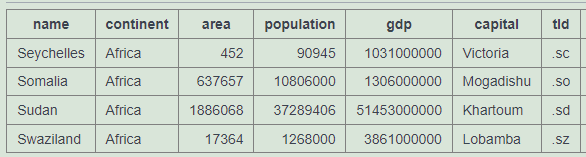 name continent area population gdp capital tld
Seychelles Africa 452 90945 1031000000 Victoria .sc
Somalia Africa 637657 10806000 1306000000 Mogadishu .so
Sudan Africa 1886068 37289406 51453000000 Khartoum .sd
Swaziland Africa 17364 1268000 3861000000 Lobamba .sz